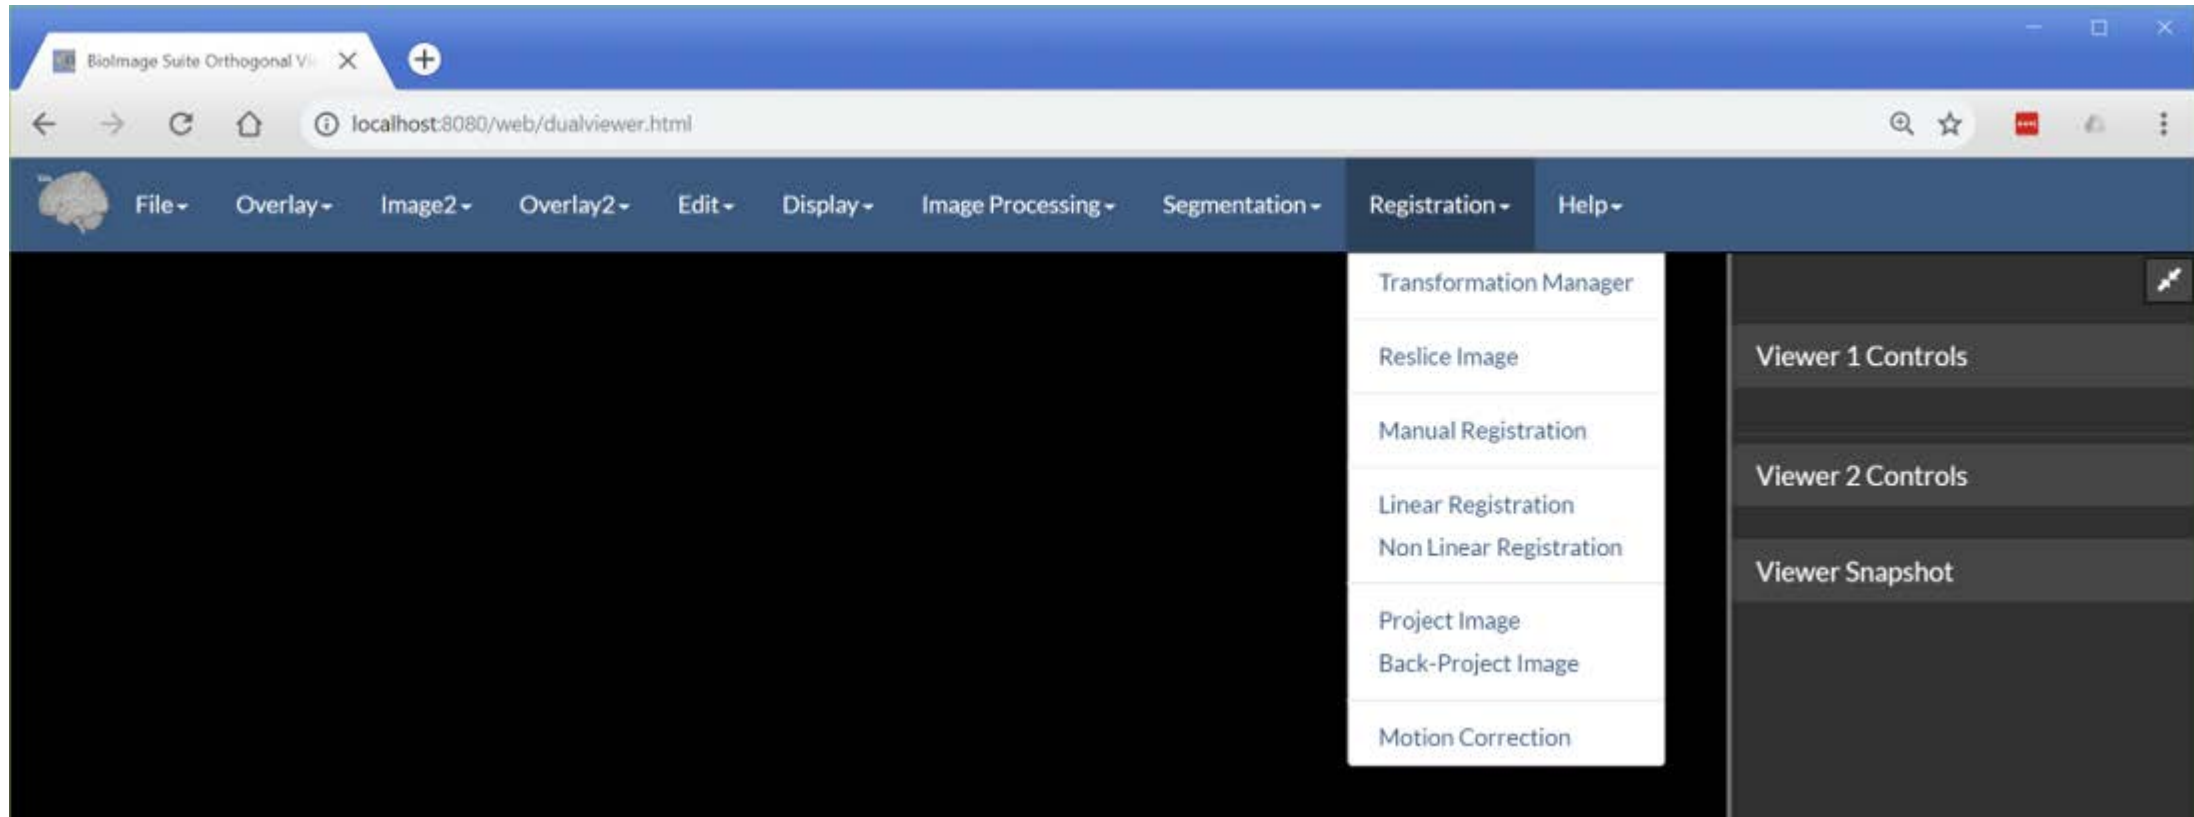 BioImage Suite Orthogonal Vi
localhost:8080/web/dualviewer.html
File Overlay Image2 Overlay2 Edit Display Image Processing Segmentation Registration Help
Transformation Manager
Reslice Image
Manual Registration
Linear Registration
Non Linear Registration
Project Image
Back-Project Image
Motion Correction
Viewer 1 Controls
Viewer 2 Controls
Viewer Snapshot